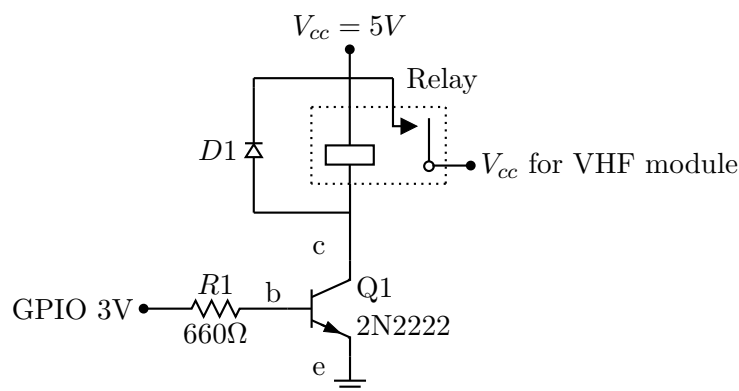 V_cc = 5V
Relay
D1
V_cc for VHF module
c
R1
b
Q1
GPIO 3V
660Ω
2N2222
e